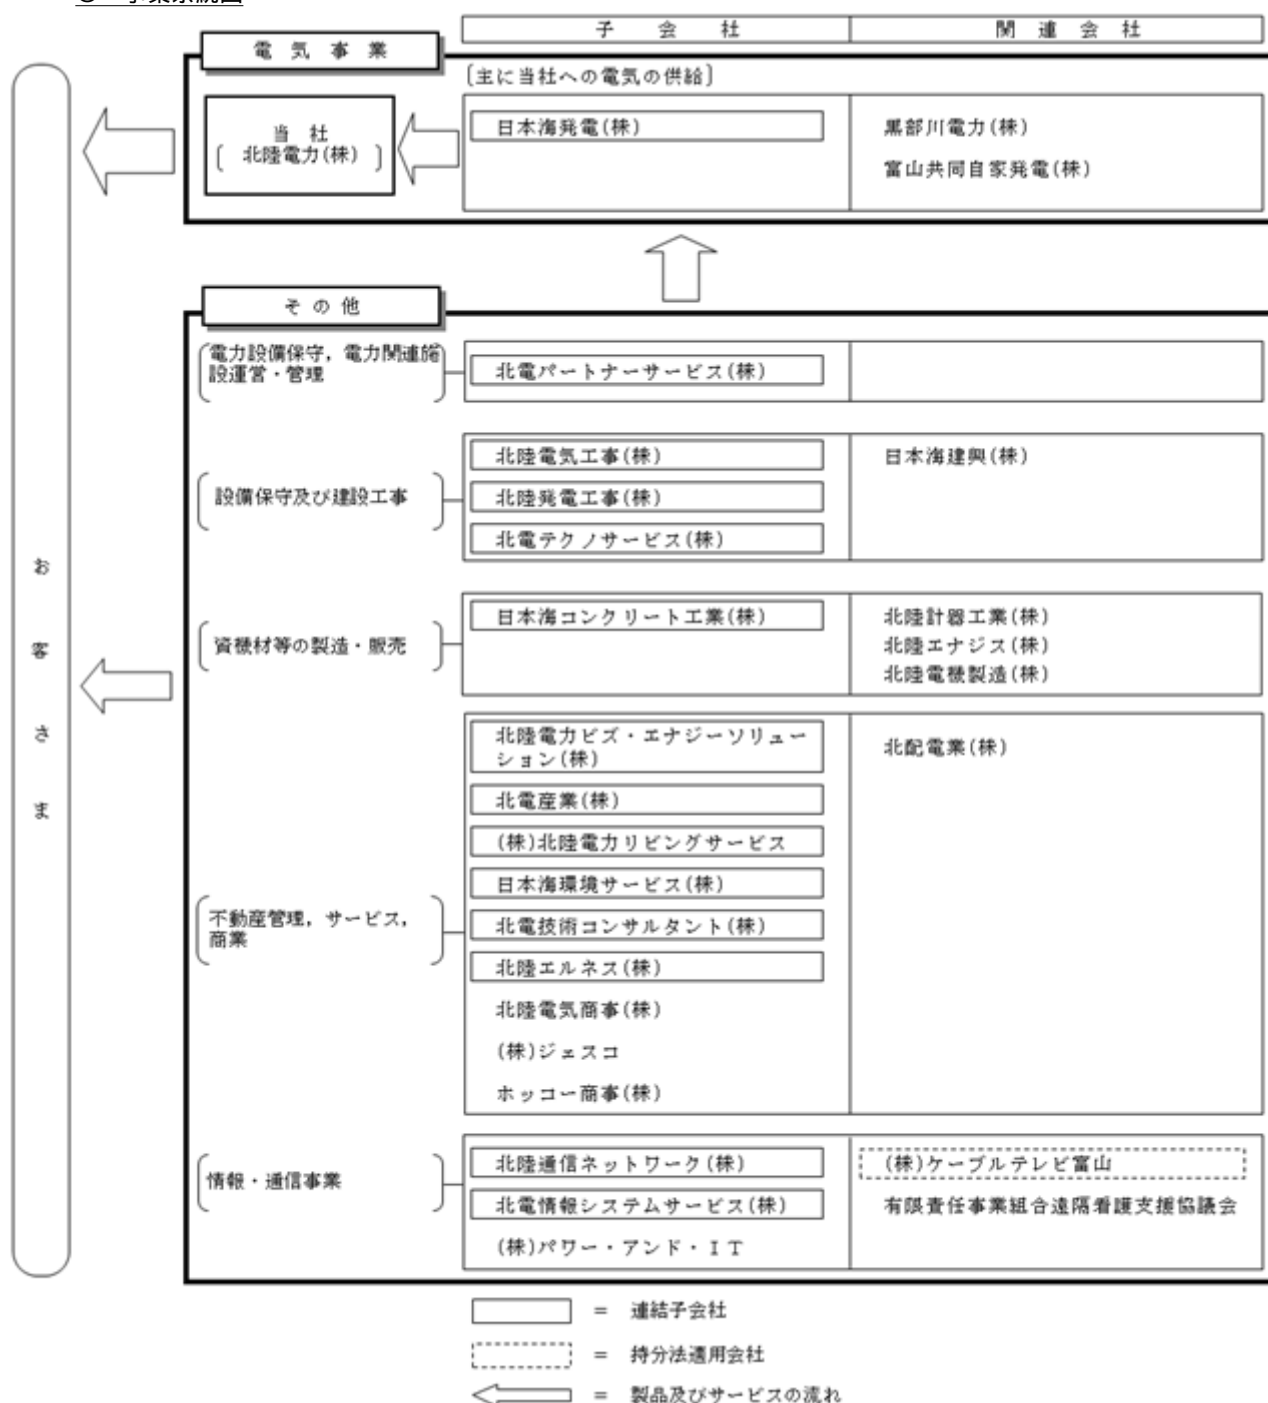 子 会 社
関 連 会 社
電 気 事 業
〔主に当社への電気の供給〕
当 社
〔 北陸電力(株) 〕
日本海発電(株)
黒部川電力(株)
富山共同自家発電(株)
その他
電力設備保守，電力関連施
設運営・管理
北電パートナーサービス(株)
設備保守及び建設工事
北陸電気工事(株)
日本海建興(株)
北陸発電工事(株)
北電テクノサービス(株)
資機材等の製造・販売
日本海コンクリート工業(株)
北陸計器工業(株)
北陸エナジス(株)
北陸電機製造(株)
不動産管理，サービス，
商業
北陸電力ビズ・エナジーソリュー
ション(株)
北配電業(株)
北電産業(株)
(株)北陸電力リビングサービス
日本海環境サービス(株)
北電技術コンサルタント(株)
北陸エルネス(株)
北陸電気商事(株)
(株)ジェスコ
ホッコー商事(株)
情報・通信事業
北陸通信ネットワーク(株)
(株)ケーブルテレビ富山
北電情報システムサービス(株)
有限責任事業組合遠隔看護支援協議会
(株)パワー・アンド・ＩＴ
お客さま
＝ 連結子会社
＝ 持分法適用会社
＝ 製品及びサービスの流れ